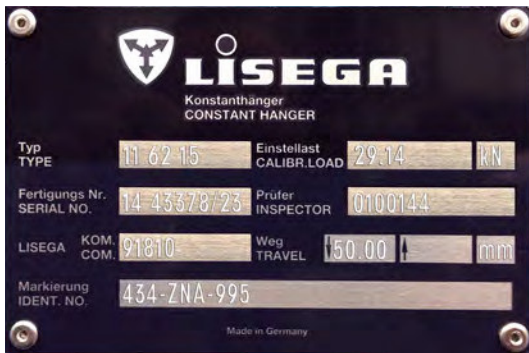 LISEGA
Konstanthänger
CONSTANT HANGER
Typ
TYPE 11 62 15 Einstellast
CALIBR.LOAD 29.14 kN
Fertigungs Nr.
SERIAL NO. 14 43378/23 Prüfer
INSPECTOR 0100144
LISEGA KOM.
COM. 91810 Weg
TRAVEL ↓50.00 ↑ mm
Markierung
IDENT. NO. 434-ZNA-995
Made in Germany